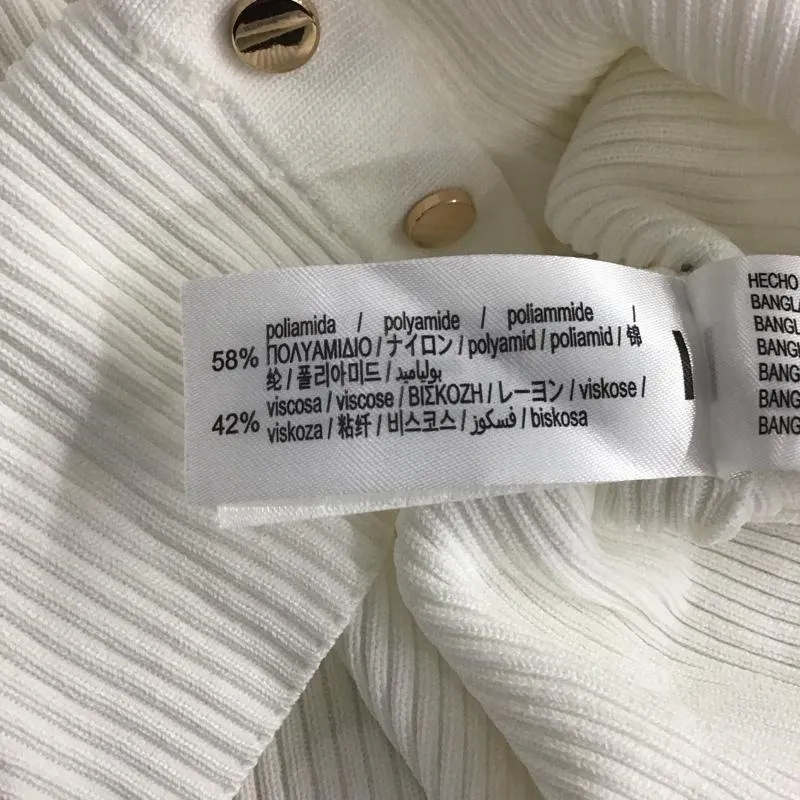 poliamida / polyamide / poliammide /
58% ΠΟΛΥΑΜΙΔΙΟ / ナイロン / polyamid / poliamid / 锦
纶 / 폴리아미드 / بولياميد
viscosa / viscose / ΒΙΣΚΟΖΗ / レーヨン / viskose /
42% viskoza / 粘纤 / 비스코스 / فسكوز / biskosa
HECHO
BANGLA
BANGL
BANG
BANG
BANG
BANG